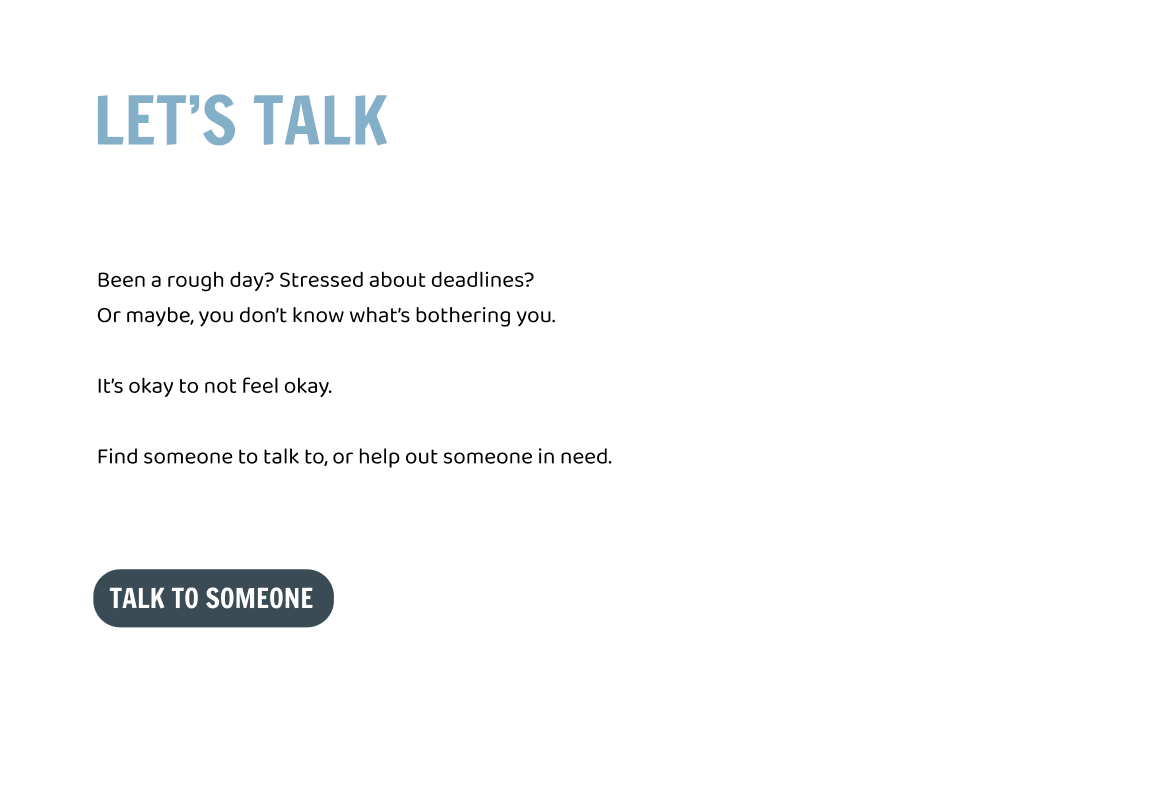 LET’S TALK
Been a rough day? Stressed about deadlines?
Or maybe, you don’t know what’s bothering you.
It’s okay to not feel okay.
Find someone to talk to, or help out someone in need.
TALK TO SOMEONE